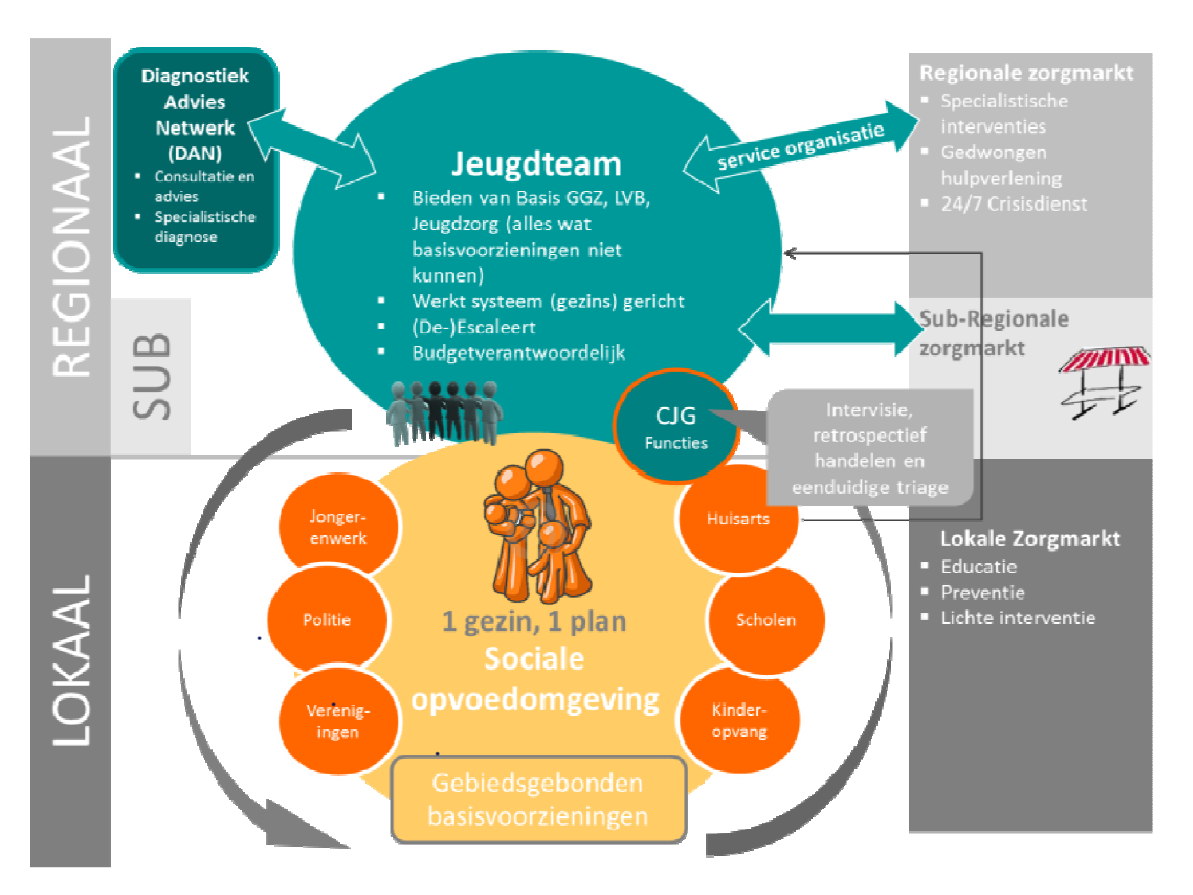 REGIONAAL
SUB
LOKAAL
Diagnostiek
Advies
Netwerk
(DAN)
▪ Consultatie en
advies
▪ Specialistische
diagnose
Jeugdteam
▪ Bieden van Basis GGZ, LVB,
Jeugdzorg (alles wat
basisvoorzieningen niet
kunnen)
▪ Werkt systeem (gezins) gericht
▪ (De-)Escaleert
▪ Budgetverantwoordelijk
service organisatie
Regionale zorgmarkt
▪ Specialistische
interventies
▪ Gedwongen
hulpverlening
▪ 24/7 Crisisdienst
Sub-Regionale
zorgmarkt
CJG
Functies
Intervisie,
retrospectief
handelen en
eenduidige triage
Jonger-
enwerk
Politie
Verenig-
ingen
Huisarts
Scholen
Kinder-
opvang
1 gezin, 1 plan
Sociale
opvoedomgeving
Gebiedsgebonden
basisvoorzieningen
Lokale Zorgmarkt
▪ Educatie
▪ Preventie
▪ Lichte interventie